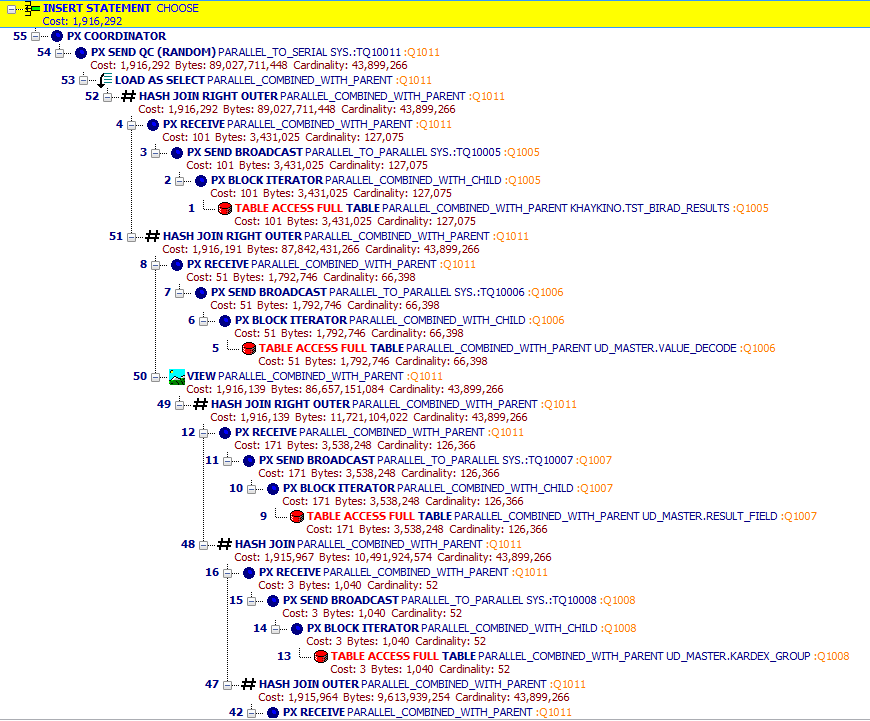 INSERT STATEMENT CHOOSE
Cost: 1,916,292
55 PX COORDINATOR
54 PX SEND QC (RANDOM) PARALLEL_TO_SERIAL SYS.:TQ10011 :Q1011
Cost: 1,916,292 Bytes: 89,027,711,448 Cardinality: 43,899,266
53 LOAD AS SELECT PARALLEL_COMBINED_WITH_PARENT :Q1011
52 HASH JOIN RIGHT OUTER PARALLEL_COMBINED_WITH_PARENT :Q1011
Cost: 1,916,292 Bytes: 89,027,711,448 Cardinality: 43,899,266
4 PX RECEIVE PARALLEL_COMBINED_WITH_PARENT :Q1011
Cost: 101 Bytes: 3,431,025 Cardinality: 127,075
3 PX SEND BROADCAST PARALLEL_TO_PARALLEL SYS.:TQ10005 :Q1005
Cost: 101 Bytes: 3,431,025 Cardinality: 127,075
2 PX BLOCK ITERATOR PARALLEL_COMBINED_WITH_CHILD :Q1005
Cost: 101 Bytes: 3,431,025 Cardinality: 127,075
1 TABLE ACCESS FULL TABLE PARALLEL_COMBINED_WITH_PARENT KHAYKINO.TST_BIRAD_RESULTS :Q1005
Cost: 101 Bytes: 3,431,025 Cardinality: 127,075
51 HASH JOIN RIGHT OUTER PARALLEL_COMBINED_WITH_PARENT :Q1011
Cost: 1,916,191 Bytes: 87,842,431,266 Cardinality: 43,899,266
8 PX RECEIVE PARALLEL_COMBINED_WITH_PARENT :Q1011
Cost: 51 Bytes: 1,792,746 Cardinality: 66,398
7 PX SEND BROADCAST PARALLEL_TO_PARALLEL SYS.:TQ10006 :Q1006
Cost: 51 Bytes: 1,792,746 Cardinality: 66,398
6 PX BLOCK ITERATOR PARALLEL_COMBINED_WITH_CHILD :Q1006
Cost: 51 Bytes: 1,792,746 Cardinality: 66,398
5 TABLE ACCESS FULL TABLE PARALLEL_COMBINED_WITH_PARENT UD_MASTER.VALUE_DECODE :Q1006
Cost: 51 Bytes: 1,792,746 Cardinality: 66,398
50 VIEW PARALLEL_COMBINED_WITH_PARENT :Q1011
Cost: 1,916,139 Bytes: 86,657,151,084 Cardinality: 43,899,266
49 HASH JOIN RIGHT OUTER PARALLEL_COMBINED_WITH_PARENT :Q1011
Cost: 1,916,139 Bytes: 11,721,104,022 Cardinality: 43,899,266
12 PX RECEIVE PARALLEL_COMBINED_WITH_PARENT :Q1011
Cost: 171 Bytes: 3,538,248 Cardinality: 126,366
11 PX SEND BROADCAST PARALLEL_TO_PARALLEL SYS.:TQ10007 :Q1007
Cost: 171 Bytes: 3,538,248 Cardinality: 126,366
10 PX BLOCK ITERATOR PARALLEL_COMBINED_WITH_CHILD :Q1007
Cost: 171 Bytes: 3,538,248 Cardinality: 126,366
9 TABLE ACCESS FULL TABLE PARALLEL_COMBINED_WITH_PARENT UD_MASTER.RESULT_FIELD :Q1007
Cost: 171 Bytes: 3,538,248 Cardinality: 126,366
48 HASH JOIN PARALLEL_COMBINED_WITH_PARENT :Q1011
Cost: 1,915,967 Bytes: 10,491,924,574 Cardinality: 43,899,266
16 PX RECEIVE PARALLEL_COMBINED_WITH_PARENT :Q1011
Cost: 3 Bytes: 1,040 Cardinality: 52
15 PX SEND BROADCAST PARALLEL_TO_PARALLEL SYS.:TQ10008 :Q1008
Cost: 3 Bytes: 1,040 Cardinality: 52
14 PX BLOCK ITERATOR PARALLEL_COMBINED_WITH_CHILD :Q1008
Cost: 3 Bytes: 1,040 Cardinality: 52
13 TABLE ACCESS FULL TABLE PARALLEL_COMBINED_WITH_PARENT UD_MASTER.KARDEX_GROUP :Q1008
Cost: 3 Bytes: 1,040 Cardinality: 52
47 HASH JOIN OUTER PARALLEL_COMBINED_WITH_PARENT :Q1011
Cost: 1,915,964 Bytes: 9,613,939,254 Cardinality: 43,899,266
42 PX RECEIVE PARALLEL_COMBINED_WITH_PARENT :Q1011